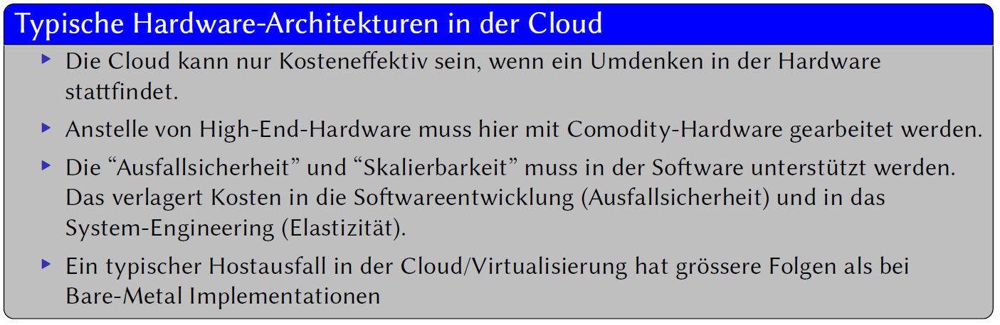 Typische Hardware-Architekturen in der Cloud
Die Cloud kann nur Kosteneffektiv sein, wenn ein Umdenken in der Hardware
stattfindet.
Anstelle von High-End-Hardware muss hier mit Comodity-Hardware gearbeitet werden.
Die “Ausfallsicherheit” und “Skalierbarkeit” muss in der Software unterstützt werden.
Das verlagert Kosten in die Softwareentwicklung (Ausfallsicherheit) und in das
System-Engineering (Elastizität).
Ein typischer Hostausfall in der Cloud/Virtualisierung hat grössere Folgen als bei
Bare-Metal Implementationen